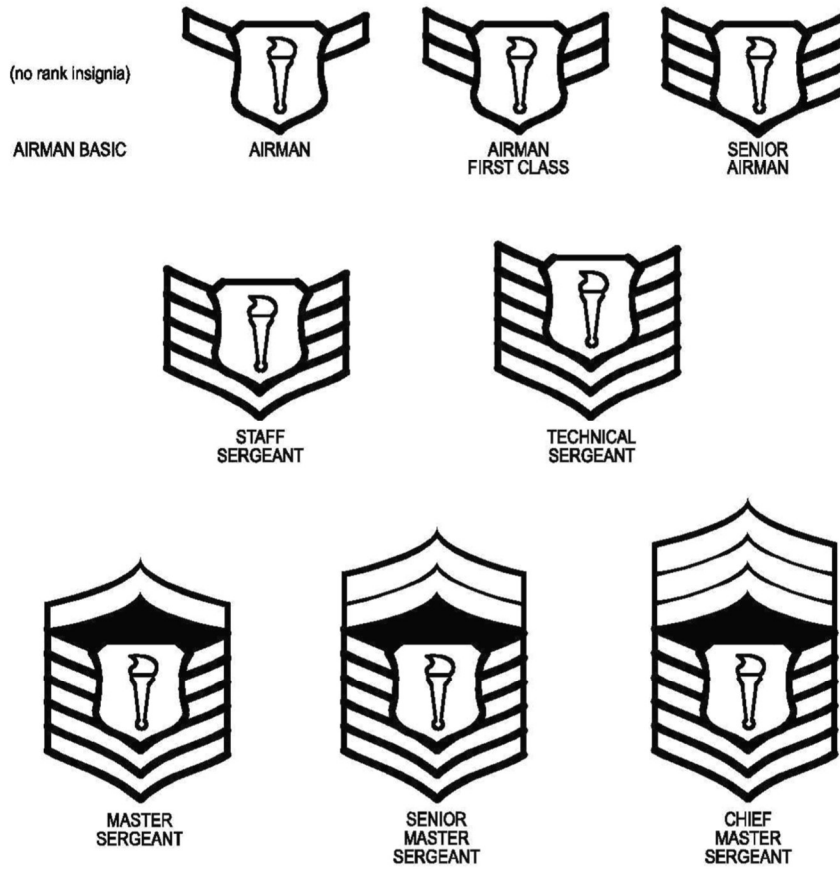 (no rank insignia)
AIRMAN BASIC
AIRMAN
AIRMAN
FIRST CLASS
SENIOR
AIRMAN
STAFF
SERGEANT
TECHNICAL
SERGEANT
MASTER
SERGEANT
SENIOR
MASTER
SERGEANT
CHIEF
MASTER
SERGEANT